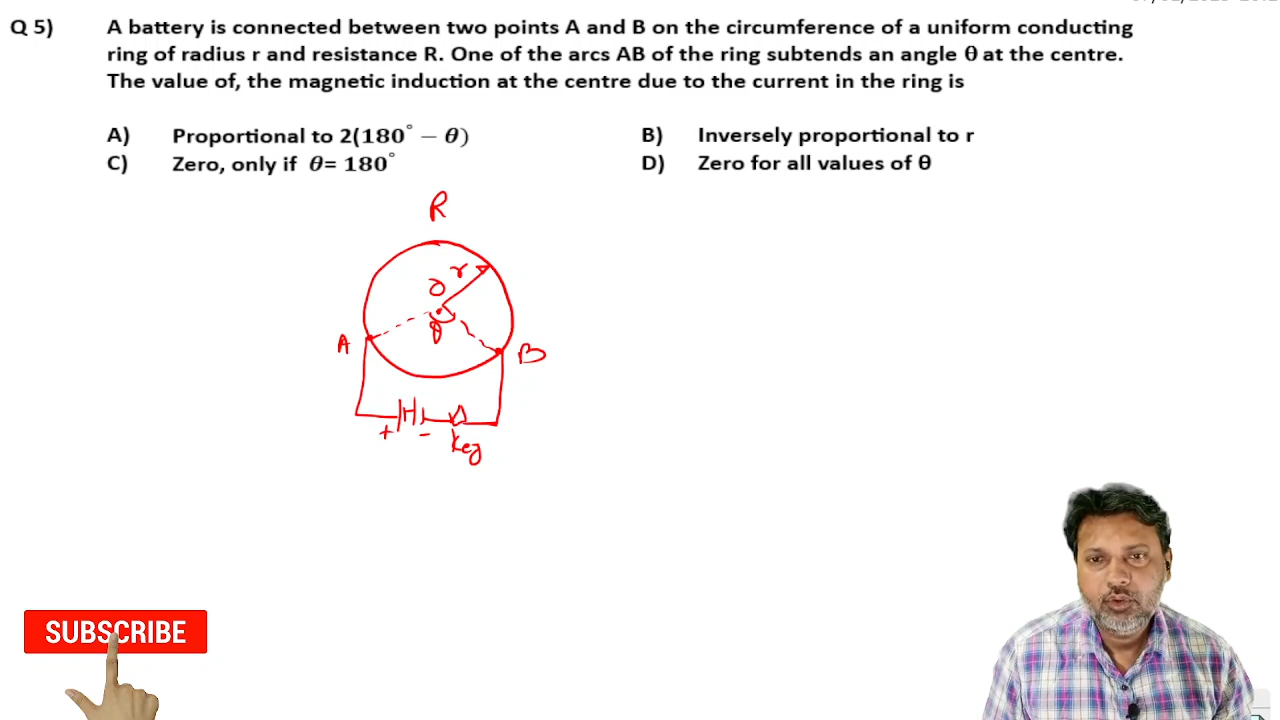 Q 5) A battery is connected between two points A and B on the circumference of a uniform conducting
ring of radius r and resistance R. One of the arcs AB of the ring subtends an angle θ at the centre.
The value of, the magnetic induction at the centre due to the current in the ring is
A) Proportional to 2(180° − θ) B) Inversely proportional to r
C) Zero, only if θ= 180° D) Zero for all values of θ
R
r
O
θ
A
B
+ -
key
SUBSCRIBE